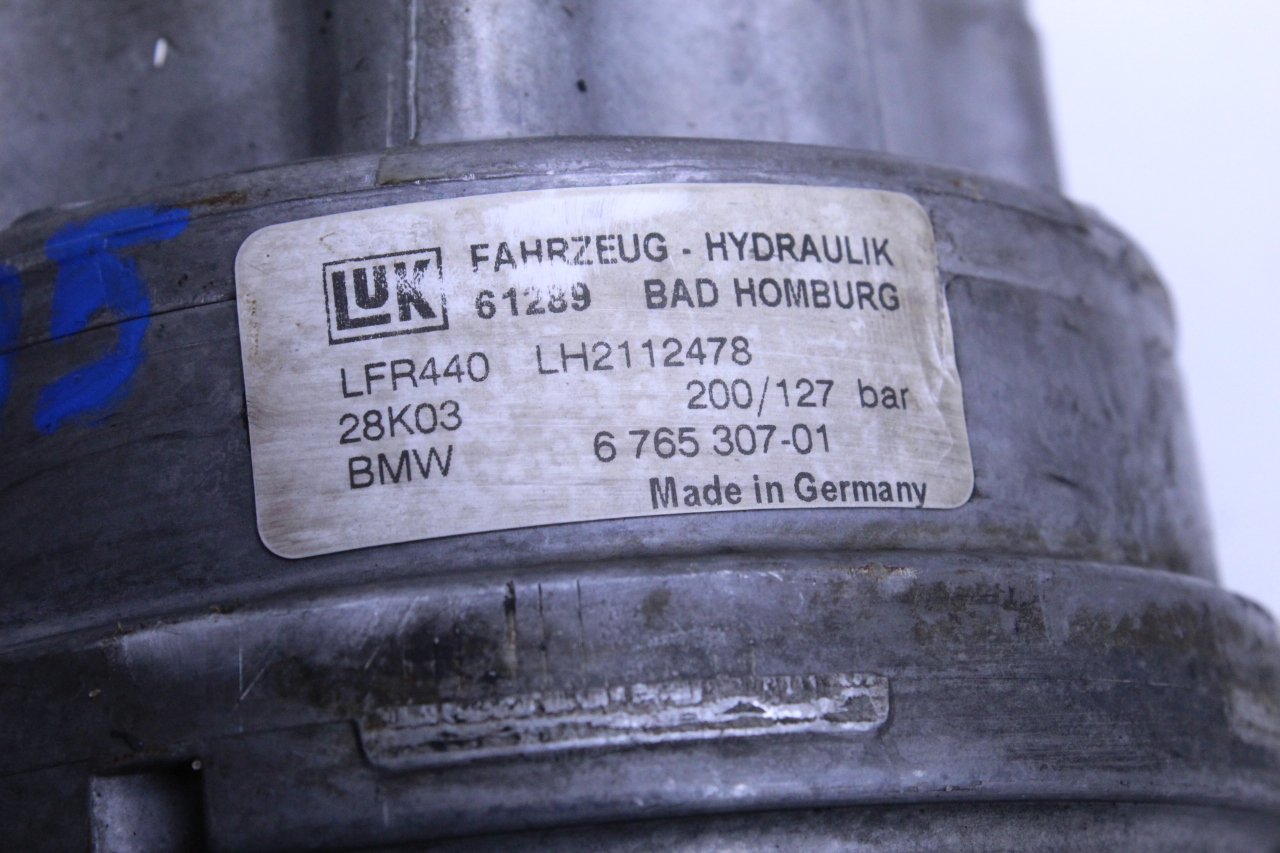 LUK FAHRZEUG - HYDRAULIK
61289 BAD HOMBURG
LFR440 LH2112478
28K03 200/127 bar
BMW 6 765 307-01
Made in Germany
5